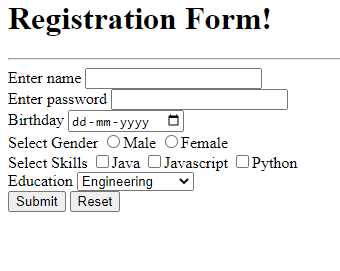 Registration Form!
Enter name
Enter password
Birthday dd-mm-yyyy
Select Gender Male Female
Select Skills Java Javascript Python
Education Engineering
Submit Reset